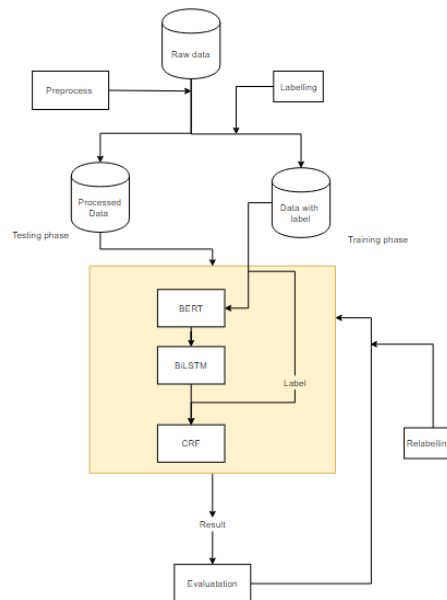 Raw data
Preprocess
Labelling
Processed
Data
Data with
label
Testing phase
Training phase
BERT
BiLSTM
Label
CRF
Relabellin
Result
Evaluatation